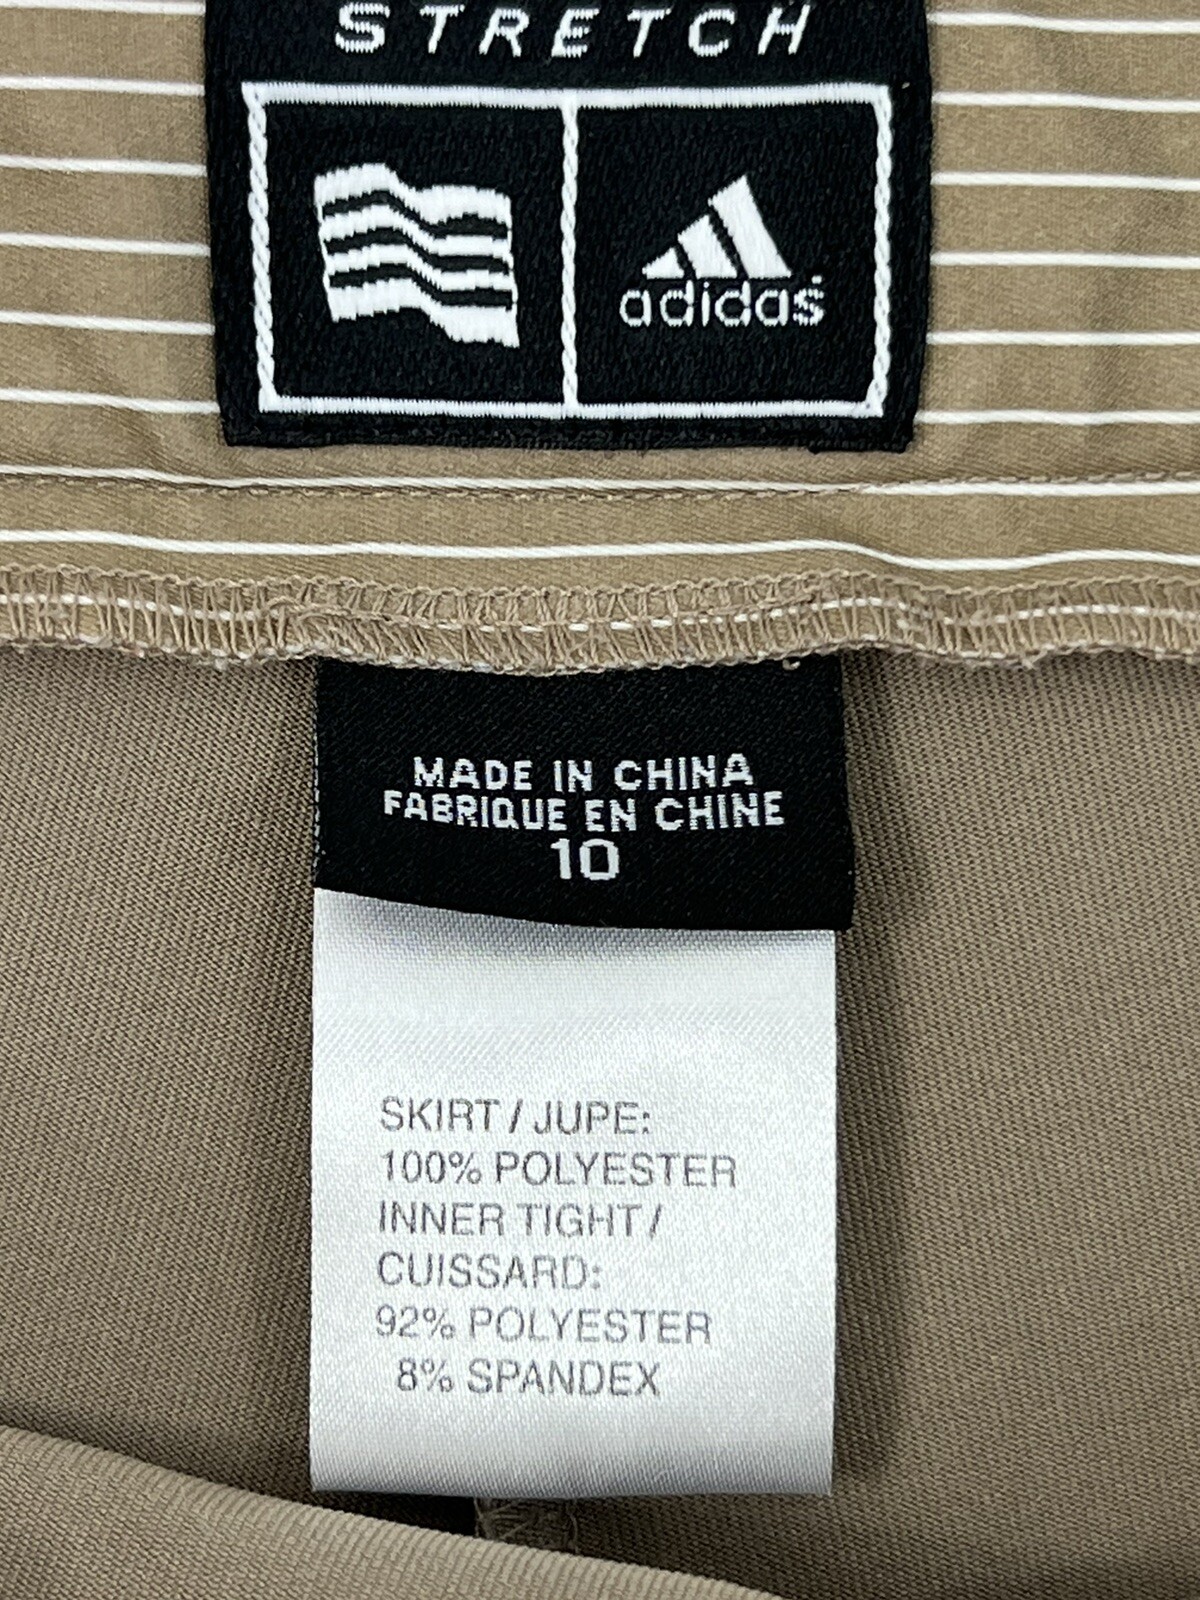 STRETCH
adidas
MADE IN CHINA
FABRIQUE EN CHINE
10
SKIRT / JUPE:
100% POLYESTER
INNER TIGHT /
CUISSARD:
92% POLYESTER
8% SPANDEX